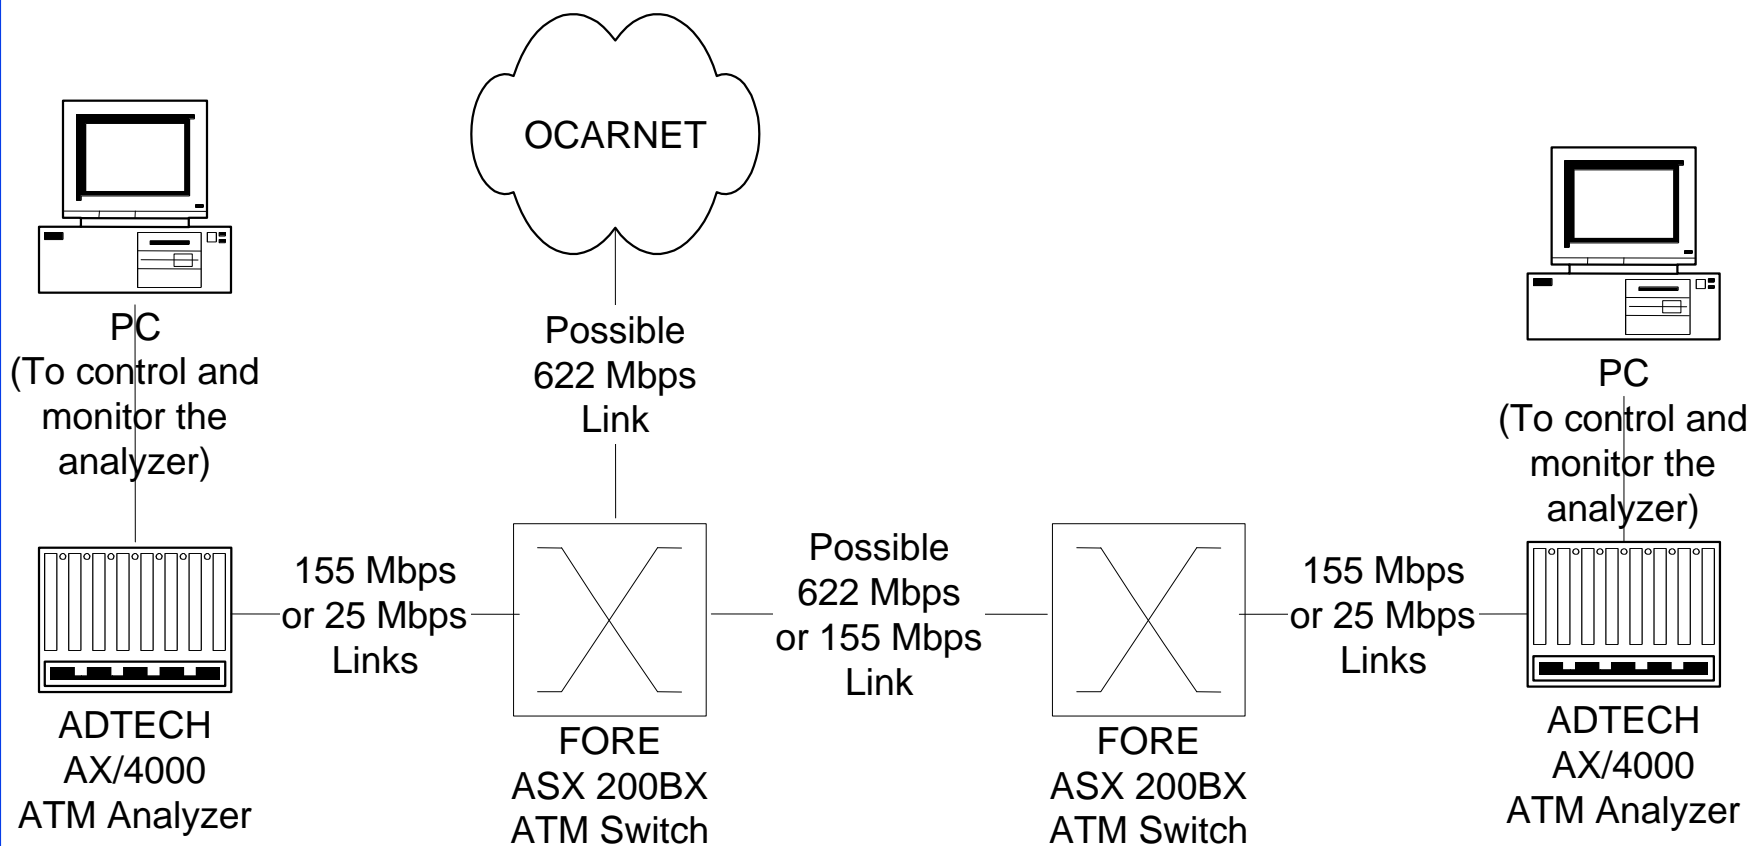 OCARNET
PC
(To control and
monitor the
analyzer)
Possible
622 Mbps
Link
PC
(To control and
monitor the
analyzer)
155 Mbps
or 25 Mbps
Links
Possible
622 Mbps
or 155 Mbps
Link
155 Mbps
or 25 Mbps
Links
ADTECH
AX/4000
ATM Analyzer
FORE
ASX 200BX
ATM Switch
FORE
ASX 200BX
ATM Switch
ADTECH
AX/4000
ATM Analyzer